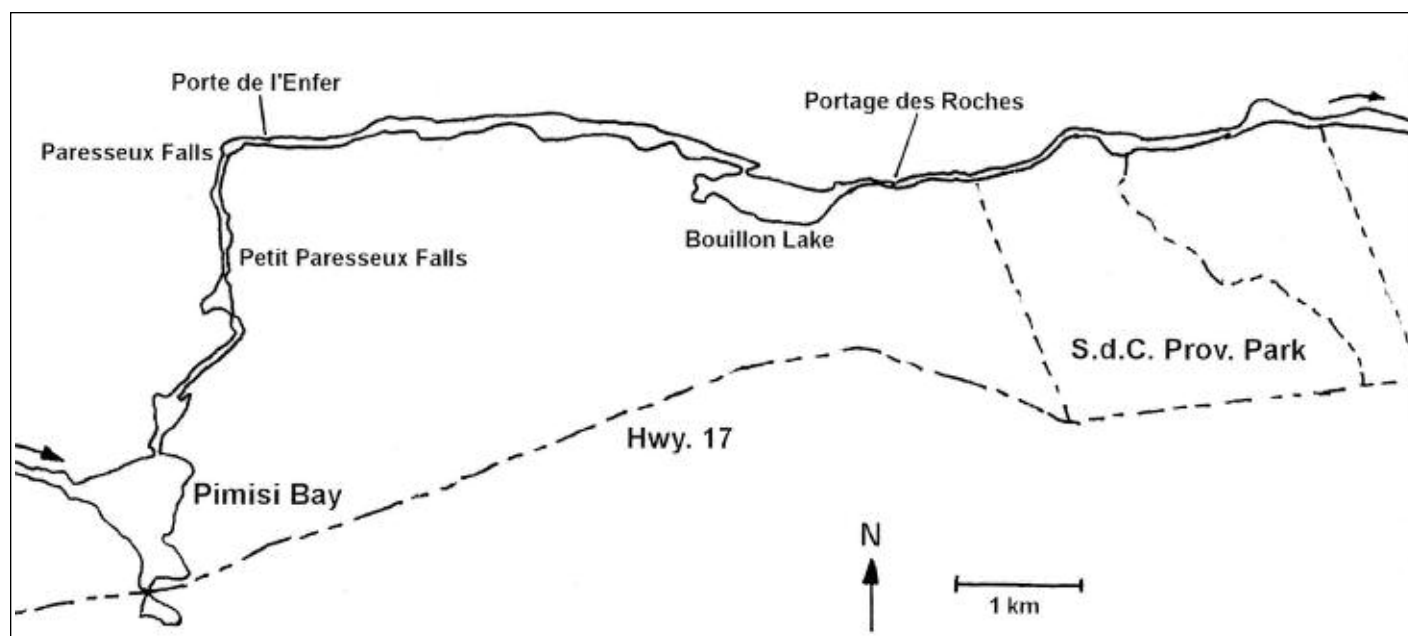 Porte de l'Enfer
Portage des Roches
Paresseux Falls
Bouillon Lake
Petit Paresseux Falls
S.d.C. Prov. Park
Hwy. 17
Pimisi Bay
N
1 km